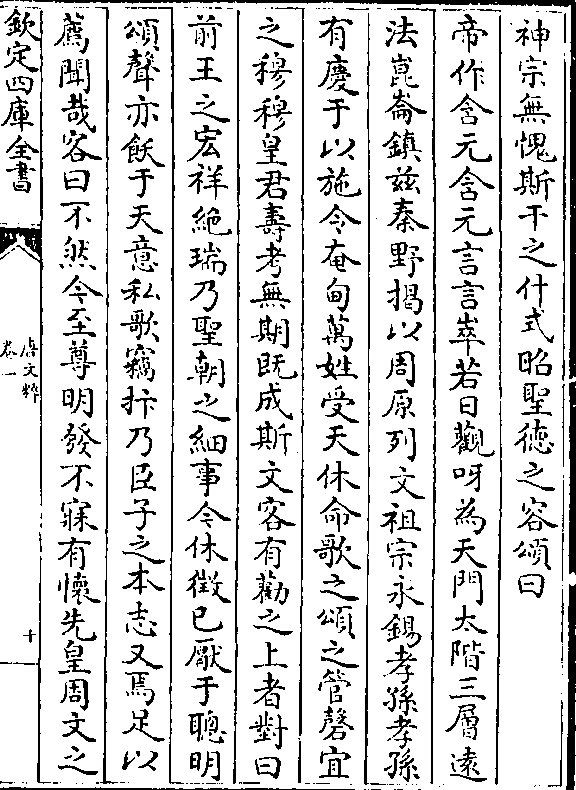 神宗無愧斯干之什式昭聖德之容頌曰
帝作含元含元言言崒若日觀呀為天門太階三層遠
法崑崙鎮兹秦野揭以周原列文祖宗永錫孝孫孝孫
有慶于以施令奄甸萬姓受天休命歌之頌之管磬宜
之穆穆皇君壽考無期既成斯文客有勸之上者對曰
前王之宏祥絶瑞乃聖朝之細事今休徴已厭于聰明
頌聲亦飫于天意私歌竊抃乃臣子之本志又焉足以
薦聞哉客曰不然今至尊明發不寐有懷先皇周文之
欽定四庫全書
唐文粹
卷一
十